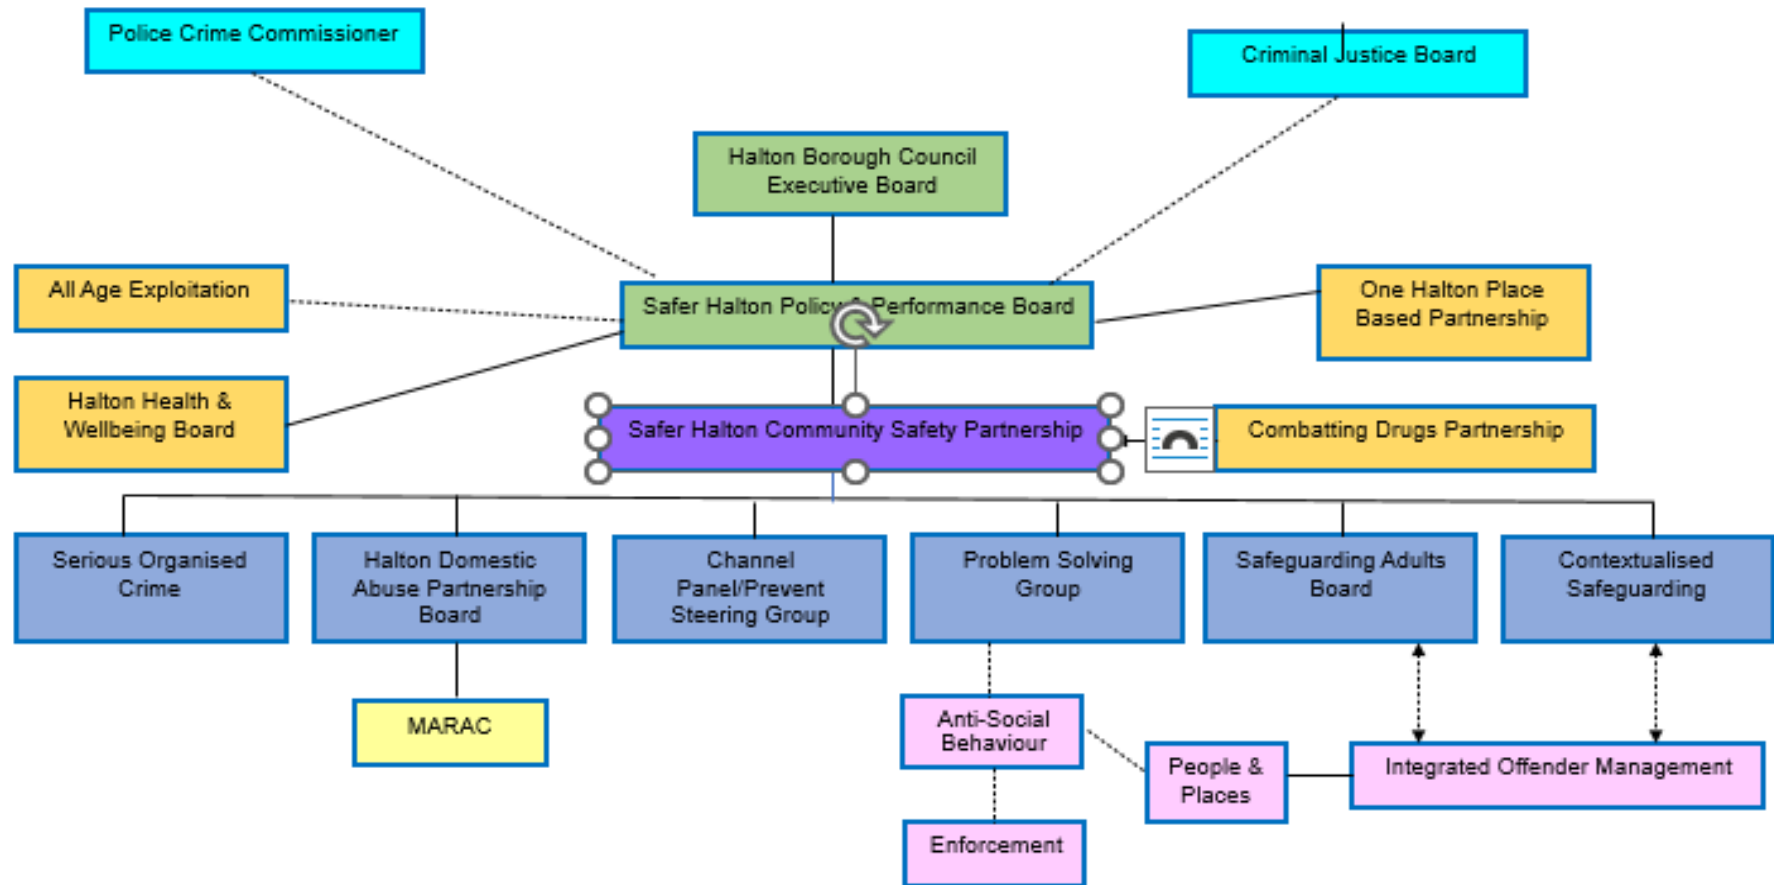 Police Crime Commissioner
Criminal Justice Board
Halton Borough Council
Executive Board
All Age Exploitation
Safer Halton Policy & Performance Board
One Halton Place
Based Partnership
Halton Health &
Wellbeing Board
Safer Halton Community Safety Partnership
Combatting Drugs Partnership
Serious Organised
Crime
Halton Domestic
Abuse Partnership
Board
Channel
Panel/Prevent
Steering Group
Problem Solving
Group
Safeguarding Adults
Board
Contextualised
Safeguarding
MARAC
Anti-Social
Behaviour
People &
Places
Integrated Offender Management
Enforcement